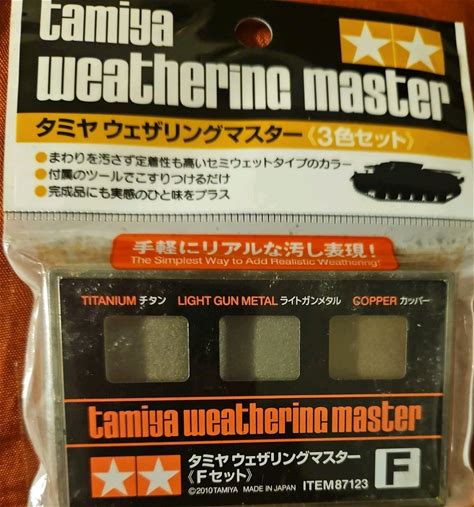 tamiya
weathering master
タミヤ ウェザリングマスター《3色セット》
●まわりを汚さず定着性も高いセミウェットタイプのカラー
●付属のツールでこすりつけるだけ
●完成品にも実感のひと味をプラス
手軽にリアルな汚し表現!
The Simplest Way to Add Realistic Weathering!
TITANIUM チタン LIGHT GUN METAL ライトガンメタル COPPER カッパー
tamiya weathering master
タミヤ ウェザリングマスター
《Fセット》
©2010 TAMIYA MADE IN JAPAN ITEM 87123
F